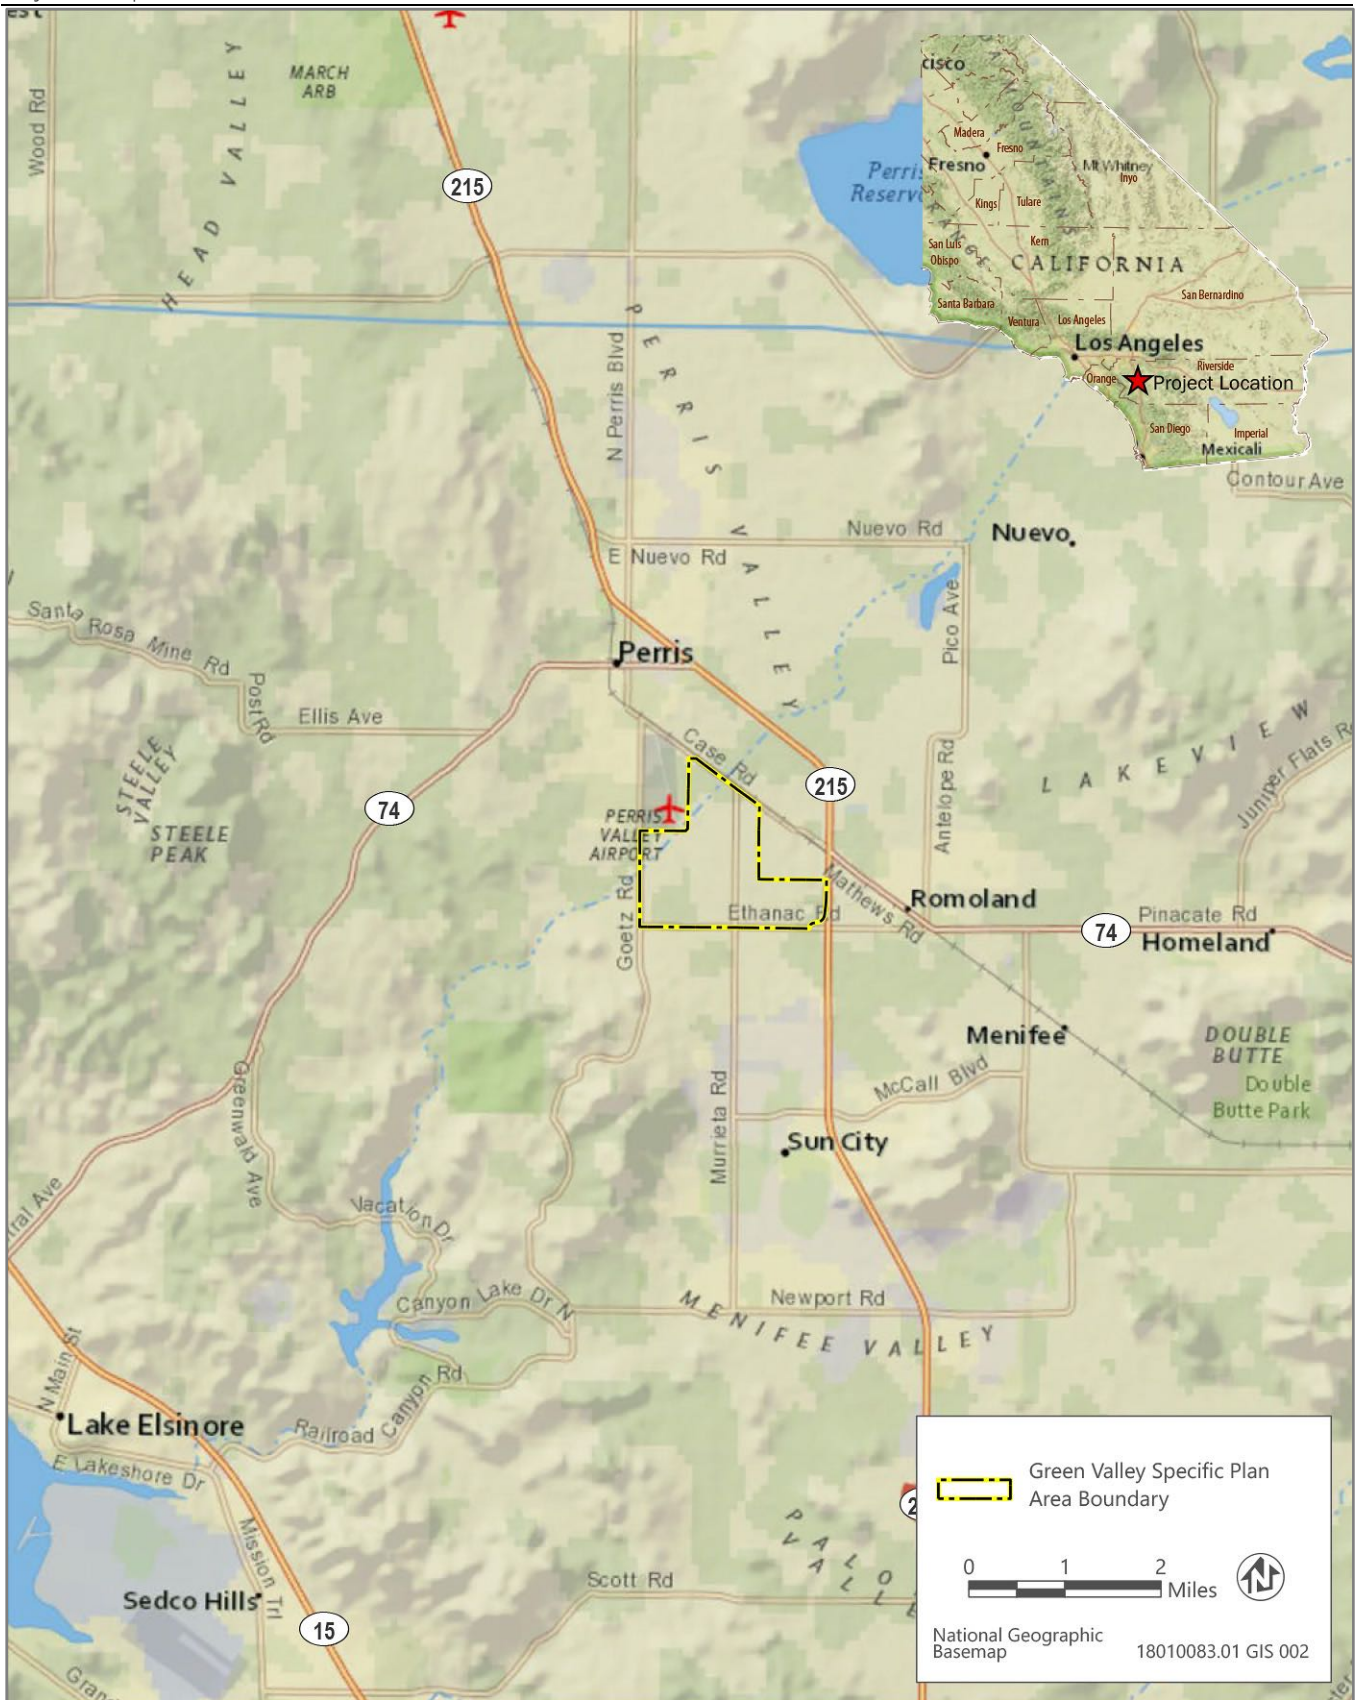 MARCH
ARB
Wood Rd
HEAD VALLEY
215
Perris
N Perris Blvd
PERRIS VALLEY
cisco
Madera
Fresno
Fresno
Mt Whitney
Inyo
Kings
Tulare
MOUNTAINS
RANGE
San Luis
Obispo
Kern
CALIFORNIA
Santa Barbara
San Bernardino
Ventura
Los Angeles
Los Angeles
Riverside
Orange
Project Location
San Diego
Imperial
Mexicali
Contour Ave
Nuevo Rd
Nuevo
E Nuevo Rd
Pico Ave
Santa Rosa Mine Rd
Perris
Post Rd
Ellis Ave
STEELE
VALLEY
STEELE
PEAK
74
Case Rd
215
LAKEVIEW
Juniper Flats
Antelope Rd
PERRIS
VALLEY
AIRPORT
Goetz Rd
Mathews Rd
Romoland
Ethanac Rd
Pinacate Rd
74
Homeland
Menifee
DOUBLE
BUTTE
Double
Butte Park
McCall Blvd
Greenwald Ave
Murrieta Rd
Sun City
Ave
Vacation Dr
Canyon Lake Dr N
Newport Rd
MENIFEE VALLEY
N Main St
Railroad Canyon Rd
Lake Elsinore
E Lakeshore Dr
Mission Trl
Sedco Hills
15
Scott Rd
Green Valley Specific Plan
Area Boundary
0 1 2
Miles
N
National Geographic
Basemap
18010083.01 GIS 002